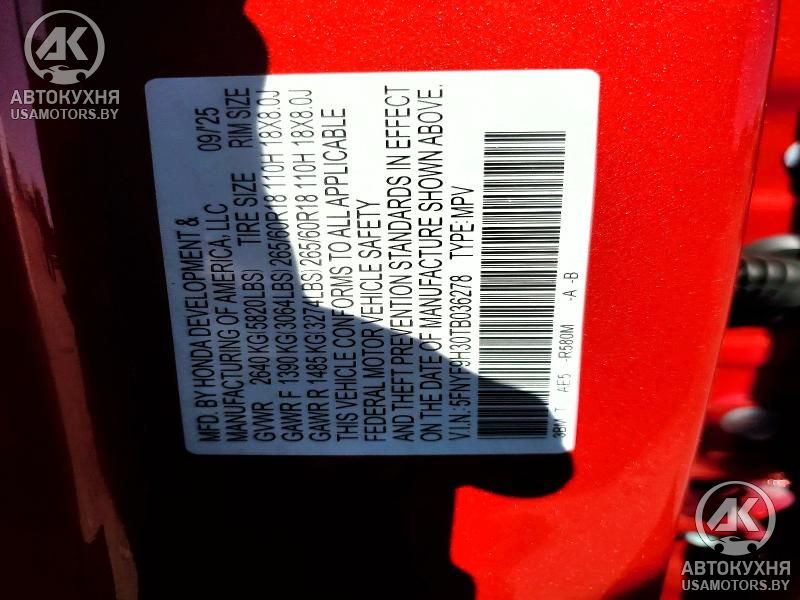 AK
АВТОКУХНЯ
USAMOTORS.BY
MFD. BY HONDA DEVELOPMENT & 09/'25
MANUFACTURING OF AMERICA, LLC
GVWR 2640 KG(5820LBS) TIRE SIZE RIM SIZE
GAWR F 1390 KG(3064LBS) 265/60R18 110H 18X8.0J
GAWR R 1485 KG(3274LBS) 265/60R18 110H 18X8.0J
THIS VEHICLE CONFORMS TO ALL APPLICABLE
FEDERAL MOTOR VEHICLE SAFETY
AND THEFT PREVENTION STANDARDS IN EFFECT
ON THE DATE OF MANUFACTURE SHOWN ABOVE.
V.I.N.: 5FNYF9H30TB036278 TYPE: MPV
T AE5 -R580M -A -B
AK
АВТОКУХНЯ
USAMOTORS.BY